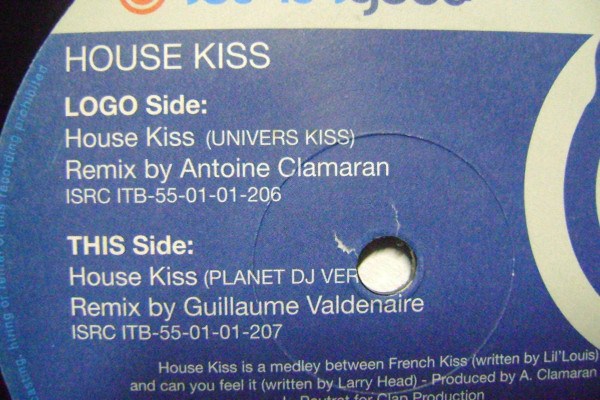 HOUSE KISS
LOGO Side:
House Kiss (UNIVERS KISS)
Remix by Antoine Clamaran
ISRC ITB-55-01-01-206
THIS Side:
House Kiss (PLANET DJ VER
Remix by Guillaume Valdenaire
ISRC ITB-55-01-01-207
House Kiss is a medley between French Kiss (written by Lil'Louis)
and can you feel it (written by Larry Head) - Produced by A. Clamaran
for Clap Production
recording prohibited